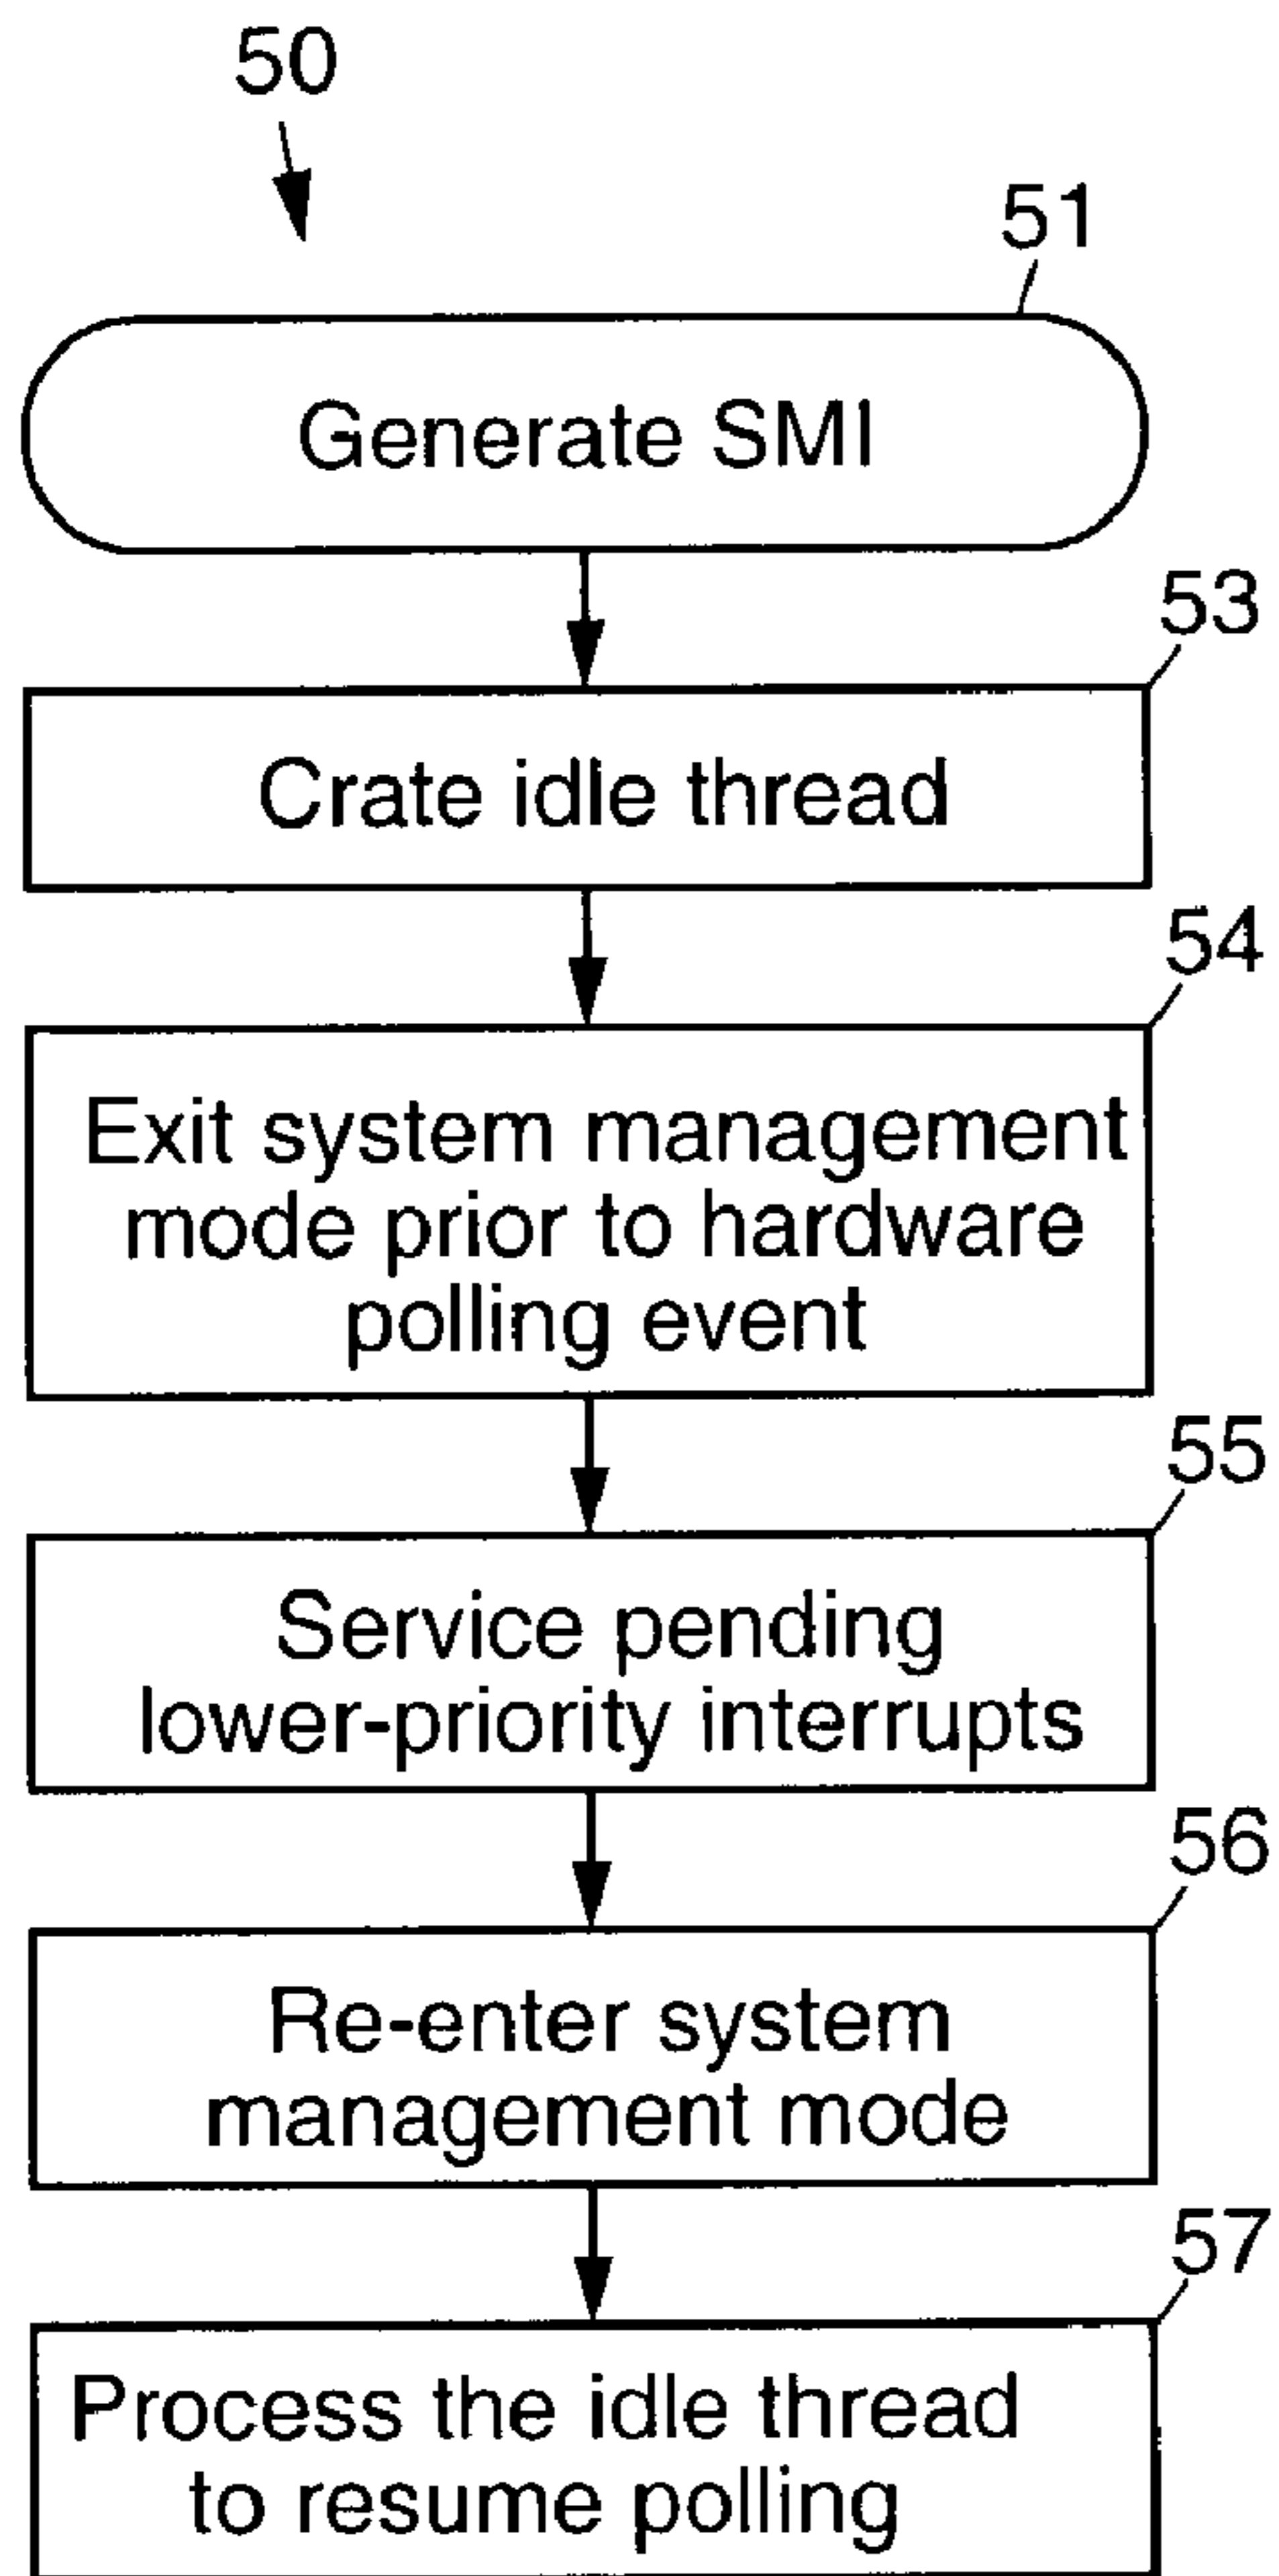 50
51
Generate SMI
53
Crate idle thread
54
Exit system management
mode prior to hardware
polling event
55
Service pending
lower-priority interrupts
56
Re-enter system
management mode
57
Process the idle thread
to resume polling